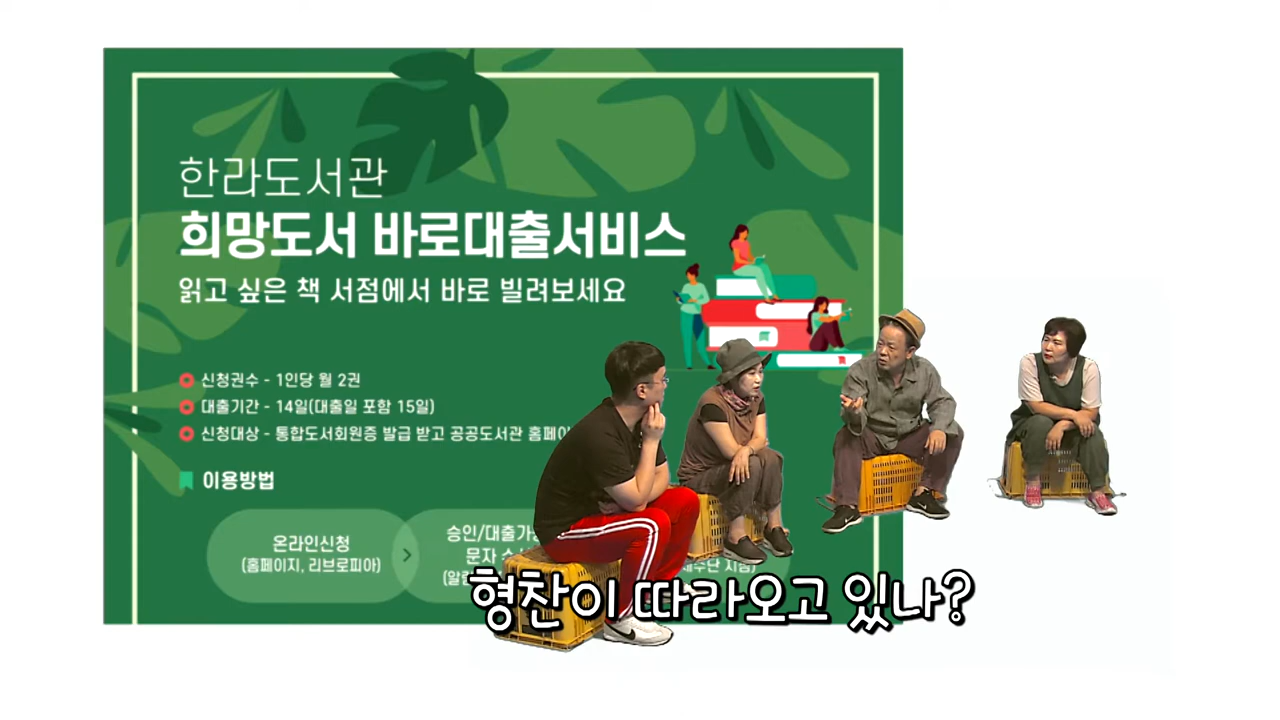 한라도서관
희망도서 바로대출서비스
읽고 싶은 책 서점에서 바로 빌려보세요
신청권수 - 1인당 월 2권
대출기간 - 14일(대출일 포함 15일)
신청대상 - 통합도서회원증 발급 받고 공공도서관
이용방법
온라인신청
(홈페이지, 리브로피아)
>
승인/대출가능
문자
형찬이 따라오고 있나?